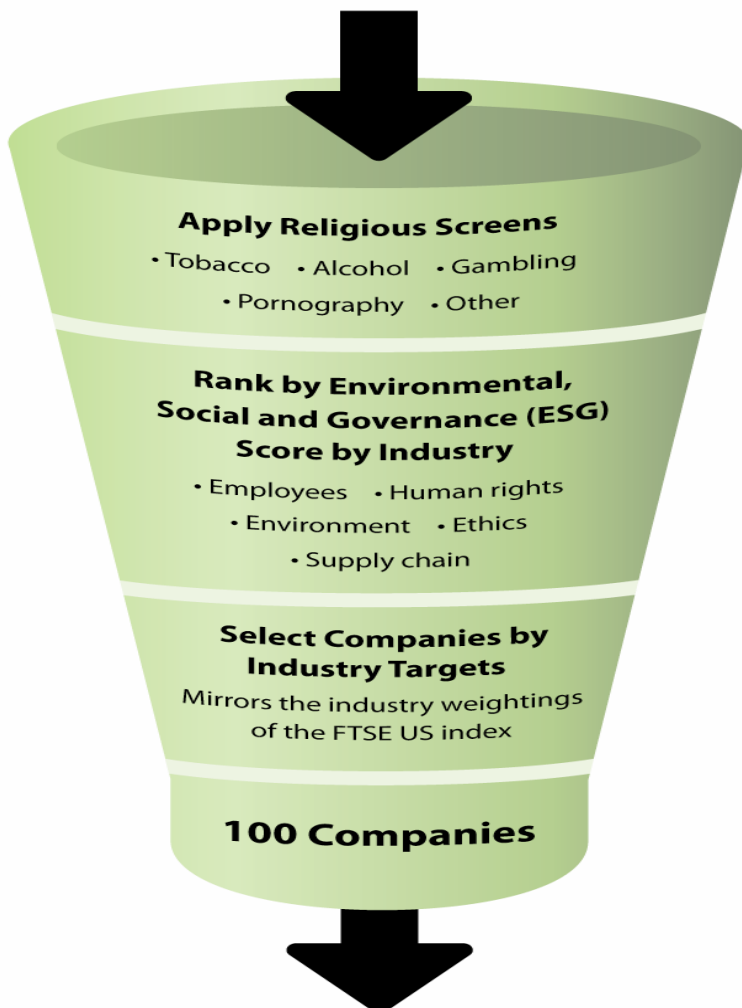 Apply Religious Screens
• Tobacco • Alcohol • Gambling
• Pornography • Other
Rank by Environmental,
Social and Governance (ESG)
Score by Industry
• Employees • Human rights
• Environment • Ethics
• Supply chain
Select Companies by
Industry Targets
Mirrors the industry weightings
of the FTSE US index
100 Companies